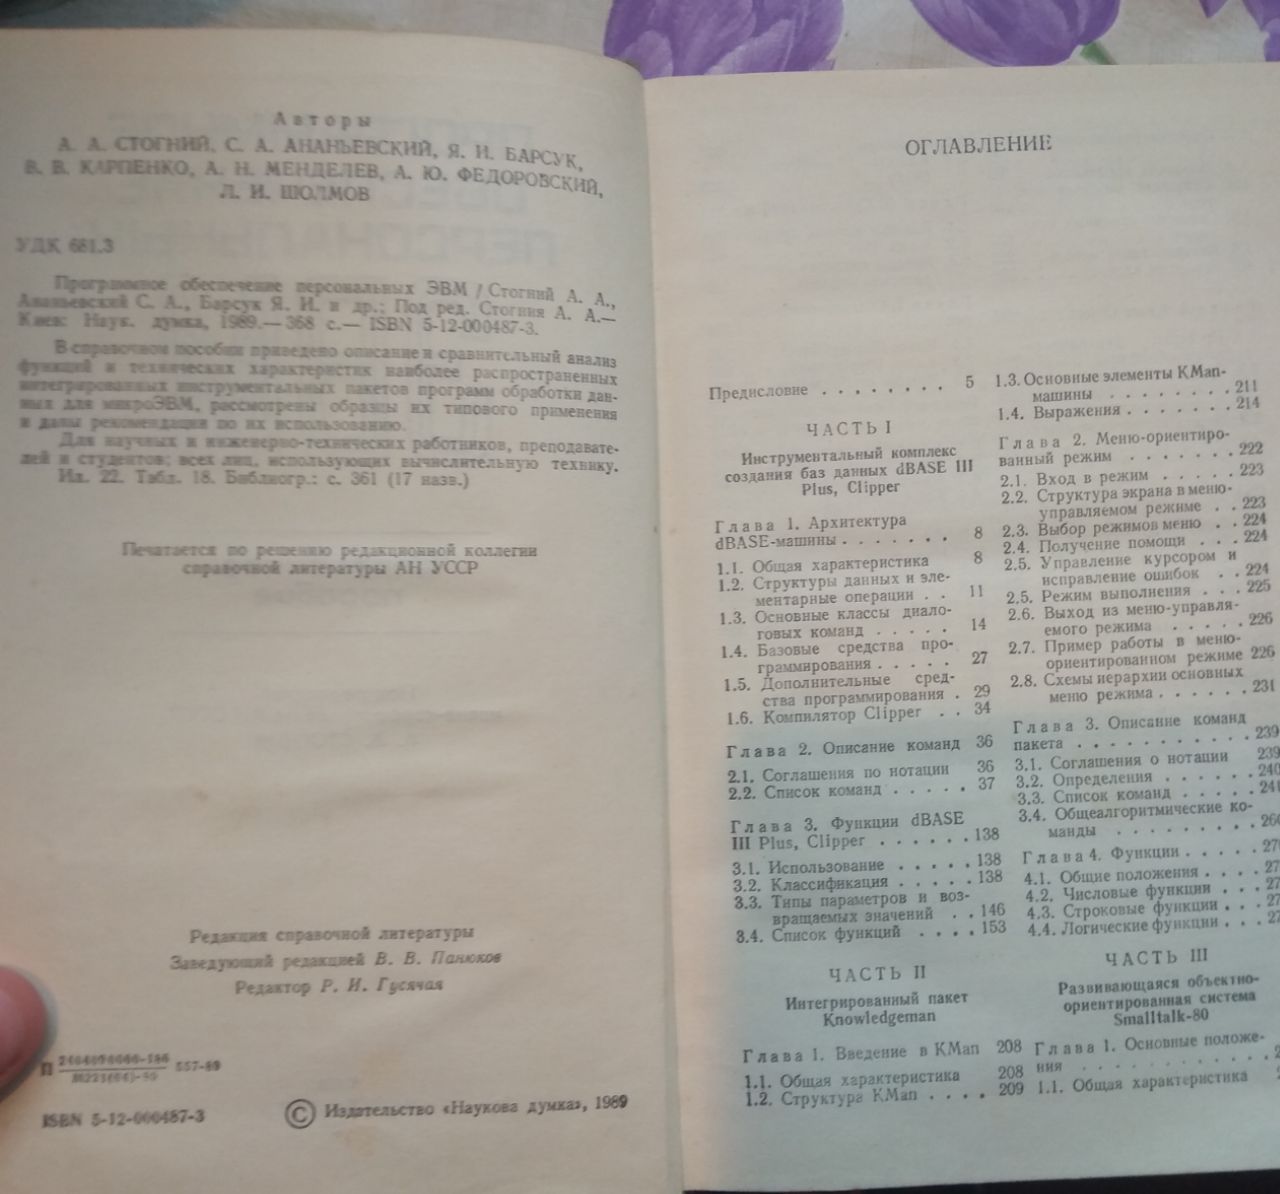 Авторы
А. А. СТОГНИЙ, С. А. АНАНЬЕВСКИЙ, Я. И. БАРСУК,
В. В. КАРПЕНКО, А. Н. МЕНДЕЛЕВ, А. Ю. ФЕДОРОВСКИЙ,
Л. И. ШОЛМОВ
УДК 681.3
Программное обеспечение персональных ЭВМ / Стогний А. А.,
Ананьевский С. А., Барсук Я. И. и др.; Под ред. Стогния А. А.—
Киев: Наук. думка, 1989.— 368 с.— ISBN 5-12-000487-3.
В справочном пособии приведено описание и сравнительный анализ
функций и технических характеристик наиболее распространенных
интегрированных инструментальных пакетов программ обработки дан-
ных для микроЭВМ, рассмотрены образцы их типового применения
и даны рекомендации по их использованию.
Для научных и инженерно-технических работников, преподавате-
лей и студентов; всех лиц, использующих вычислительную технику.
Ил. 22. Табл. 18. Библиогр.: с. 361 (17 назв.)
Печатается по решению редакционной коллегии
справочной литературы АН УССР
Редакция справочной литературы
Заведующий редакцией В. В. Панюков
Редактор Р. И. Гусячая
П
557-89
ISBN 5-12-000487-3
© Издательство «Наукова думка», 1989
ОГЛАВЛЕНИЕ
Предисловие . . . . . . . . 5
ЧАСТЬ I
Инструментальный комплекс
создания баз данных dBASE III
Plus, Clipper
Глава 1. Архитектура
dBASE-машины . . . . . . . 8
1.1. Общая характеристика 8
1.2. Структуры данных и эле-
ментарные операции . . 11
1.3. Основные классы диало-
говых команд . . . . . 14
1.4. Базовые средства про-
граммирования . . . . . 27
1.5. Дополнительные сред-
ства программирования . 29
1.6. Компилятор Clipper . . 34
Глава 2. Описание команд 36
2.1. Соглашения по нотации 36
2.2. Список команд . . . . . 37
Глава 3. Функции dBASE
III Plus, Clipper . . . . . . 138
3.1. Использование . . . . . 138
3.2. Классификация . . . . . 138
3.3. Типы параметров и воз-
вращаемых значений . . 146
3.4. Список функций . . . . 153
ЧАСТЬ II
Интегрированный пакет
Knowledgeman
Глава 1. Введение в KMan 208
1.1. Общая характеристика 208
1.2. Структура KMan . . . . 209
1.3. Основные элементы KMan-
машины . . . . . . . . 211
1.4. Выражения . . . . . . . 214
Глава 2. Меню-ориентиро-
ванный режим . . . . . . . 222
2.1. Вход в режим . . . . . 223
2.2. Структура экрана в меню-
управляемом режиме . . 223
2.3. Выбор режимов меню . . 224
2.4. Получение помощи . . . 224
2.5. Управление курсором и
исправление ошибок . . 224
2.5. Режим выполнения . . . 225
2.6. Выход из меню-управля-
емого режима . . . . . 226
2.7. Пример работы в меню-
ориентированном режиме 226
2.8. Схемы иерархии основных
меню режима . . . . . . 231
Глава 3. Описание команд
пакета . . . . . . . . . . . 239
3.1. Соглашения о нотации 239
3.2. Определения . . . . . . 240
3.3. Список команд . . . . . 241
3.4. Общеалгоритмические ко-
манды . . . . . . . . . 260
Глава 4. Функции . . . . . 27
4.1. Общие положения . . . . 27
4.2. Числовые функции . . . 27
4.3. Строковые функции . . . 27
4.4. Логические функции . . . 27
ЧАСТЬ III
Развивающаяся объектно-
ориентированная система
Smalltalk-80
Глава 1. Основные положе-
ния . . . . . . . . . . . 2
1.1. Общая характеристика 2